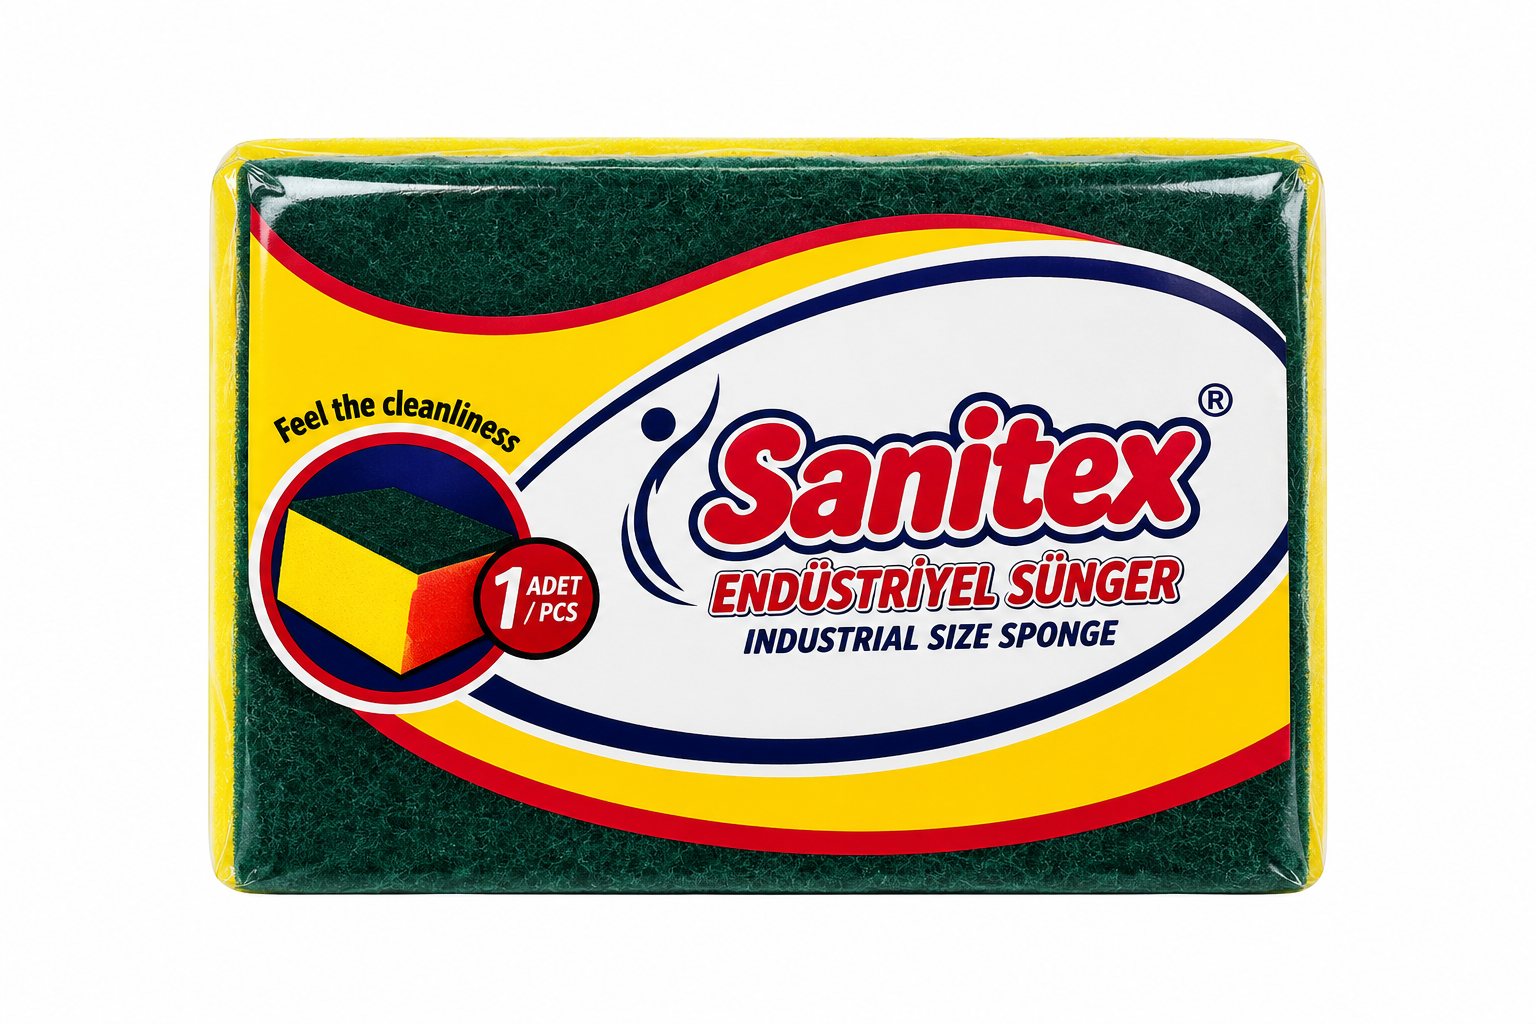 Feel the cleanliness
1 ADET
/ PCS
Sanitex®
ENDÜSTRİYEL SÜNGER
INDUSTRIAL SIZE SPONGE